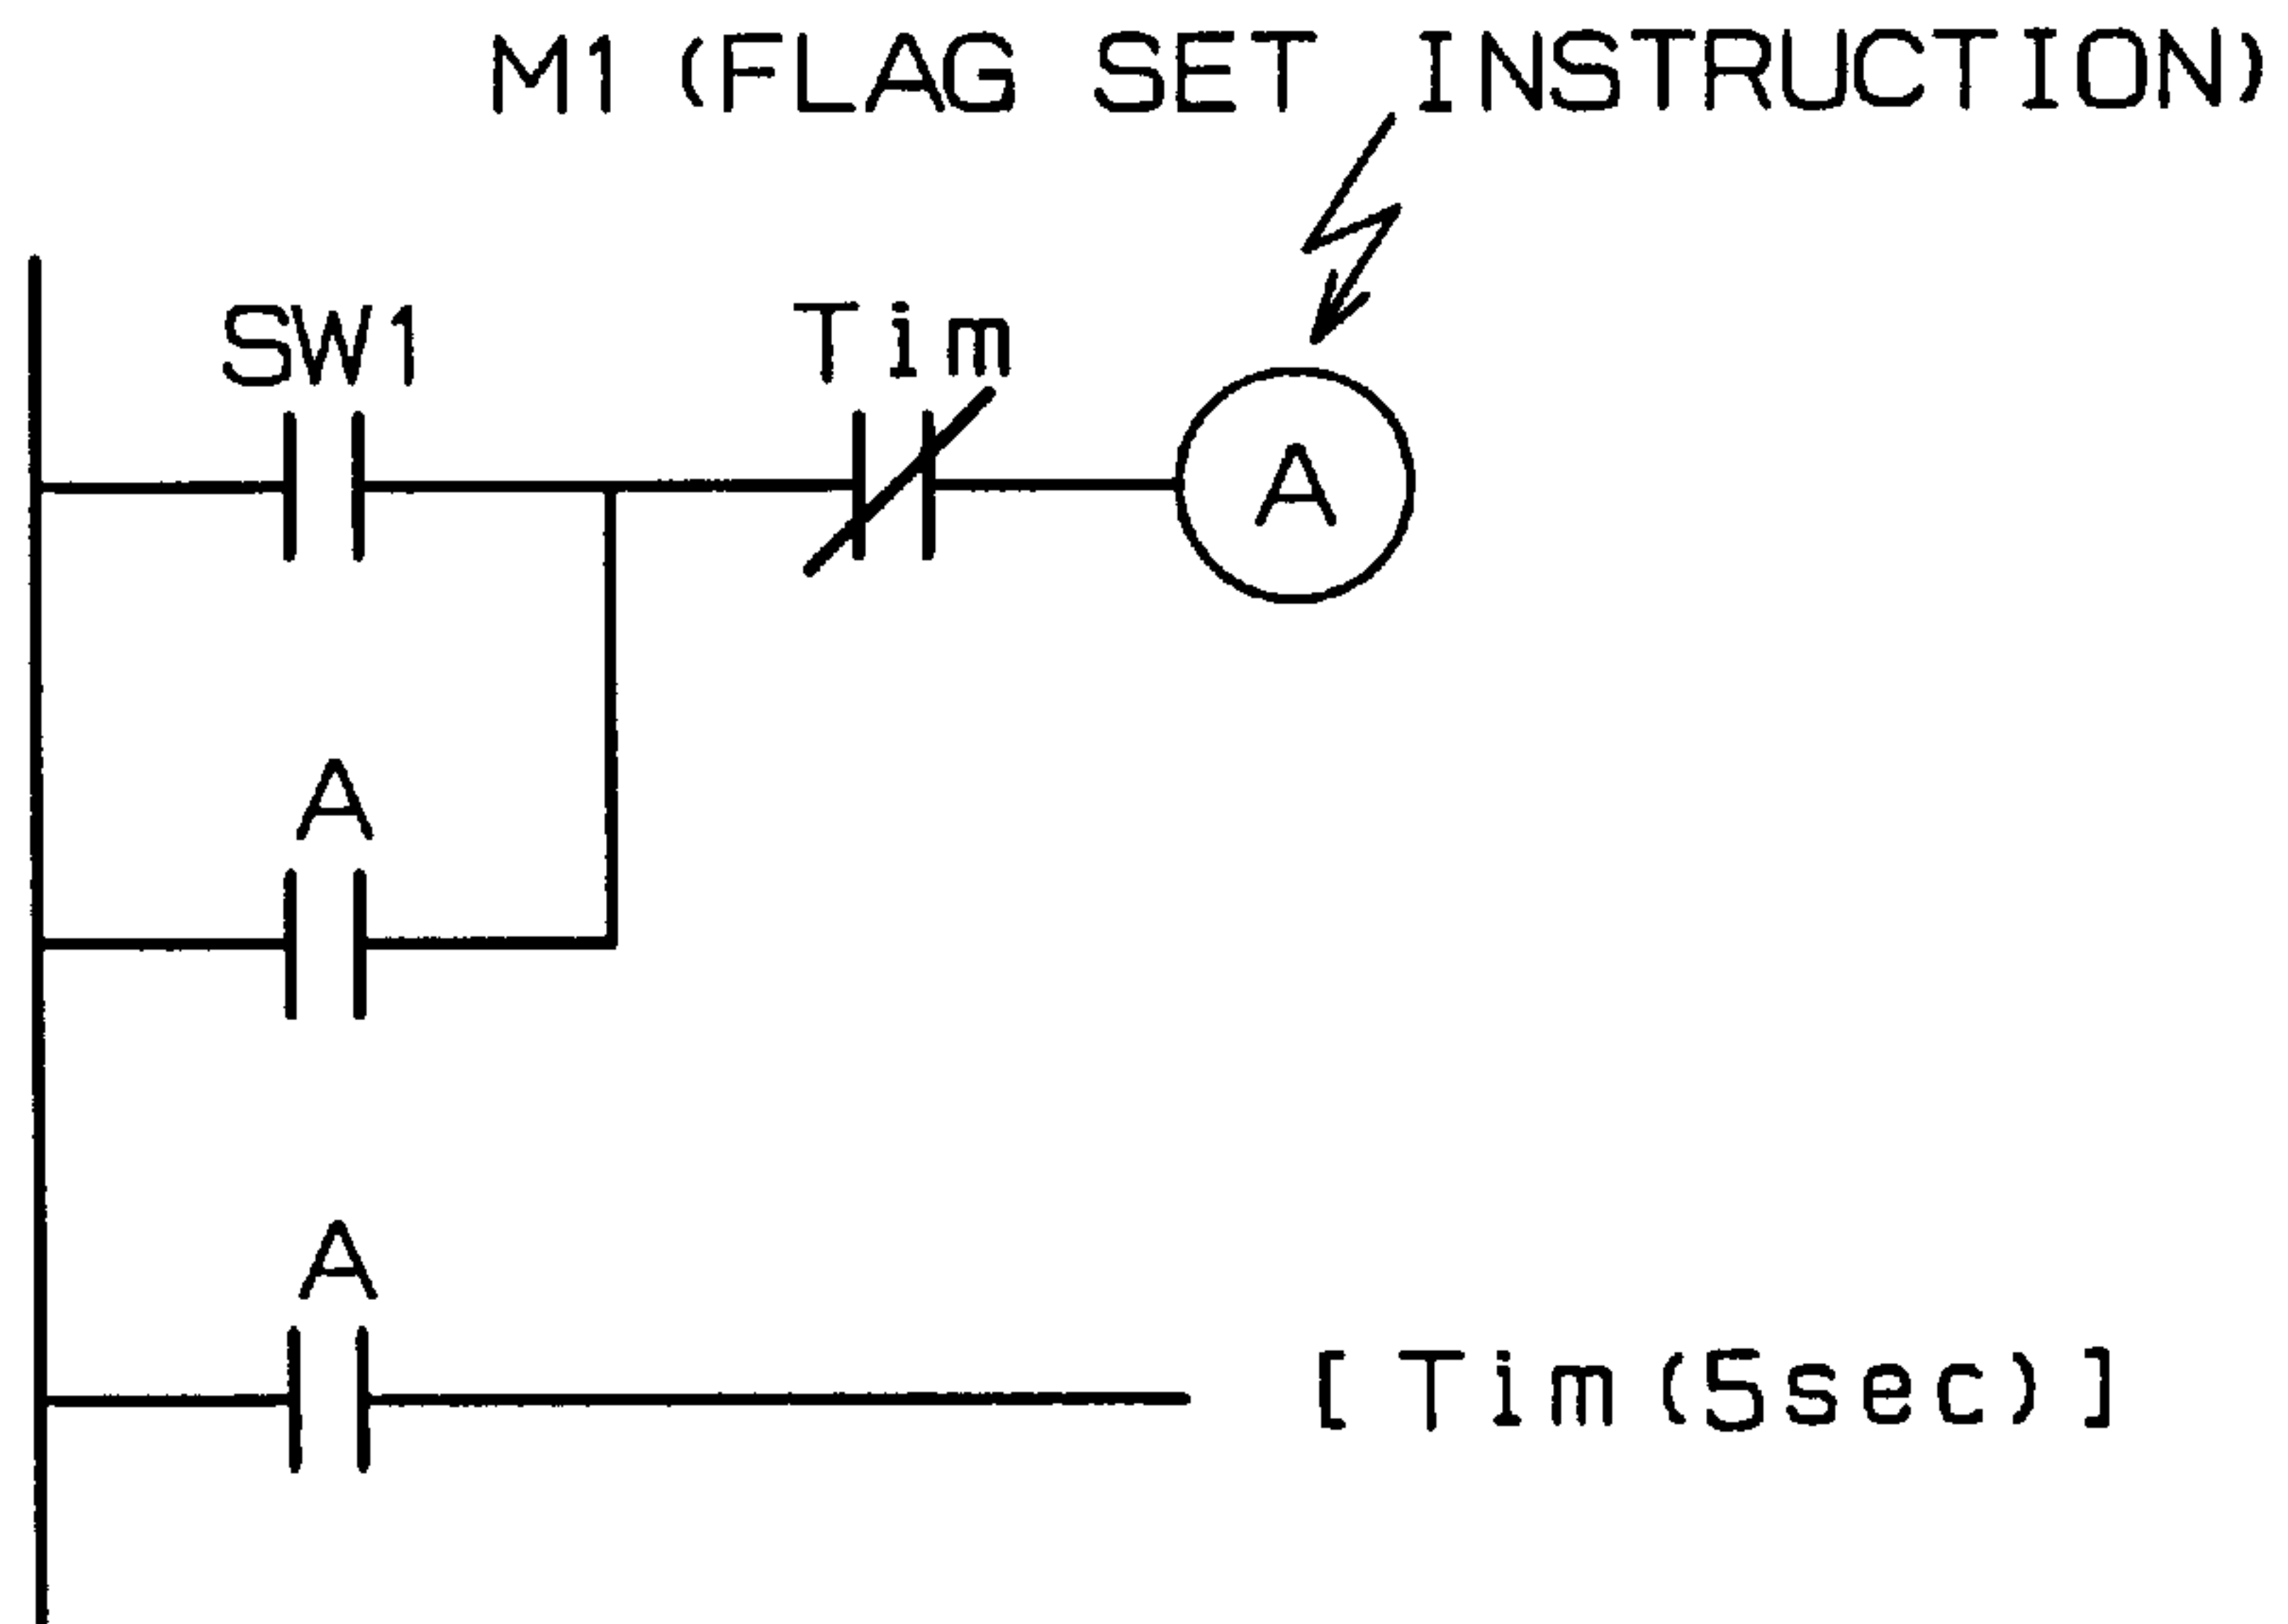 M1 (FLAG SET INSTRUCTION)
SW1 Tim
A
A
A
[Tim(5sec)]